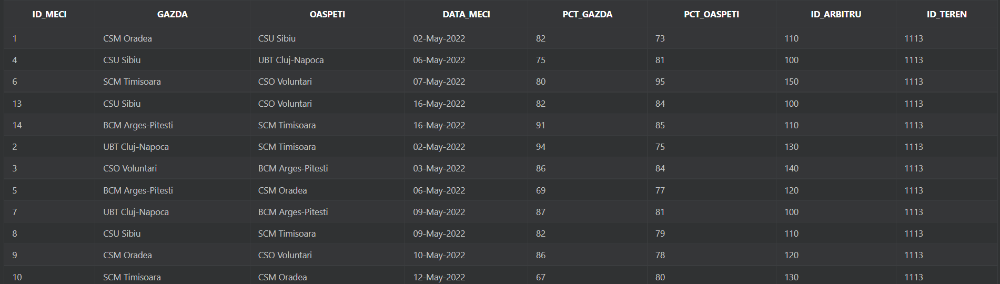 ID_MECI GAZDA OASPETI DATA_MECI PCT_GAZDA PCT_OASPETI ID_ARBITRU ID_TEREN
1 CSM Oradea CSU Sibiu 02-May-2022 82 73 110 1113
4 CSU Sibiu UBT Cluj-Napoca 06-May-2022 75 81 100 1113
6 SCM Timisoara CSO Voluntari 07-May-2022 80 95 150 1113
13 CSU Sibiu CSO Voluntari 16-May-2022 82 84 100 1113
14 BCM Arges-Pitesti SCM Timisoara 16-May-2022 91 85 110 1113
2 UBT Cluj-Napoca SCM Timisoara 02-May-2022 94 75 130 1113
3 CSO Voluntari BCM Arges-Pitesti 03-May-2022 86 84 140 1113
5 BCM Arges-Pitesti CSM Oradea 06-May-2022 69 77 120 1113
7 UBT Cluj-Napoca BCM Arges-Pitesti 09-May-2022 87 81 100 1113
8 CSU Sibiu SCM Timisoara 09-May-2022 82 79 110 1113
9 CSM Oradea CSO Voluntari 10-May-2022 86 78 120 1113
10 SCM Timisoara CSM Oradea 12-May-2022 67 80 130 1113